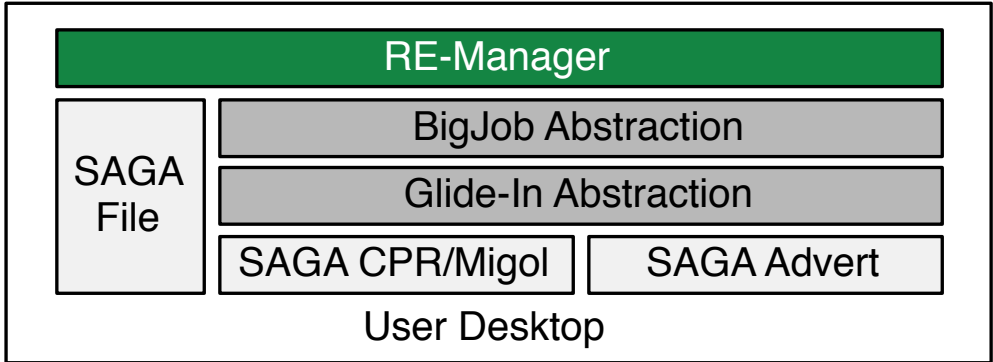 RE-Manager
SAGA
File
BigJob Abstraction
Glide-In Abstraction
SAGA CPR/Migol
SAGA Advert
User Desktop